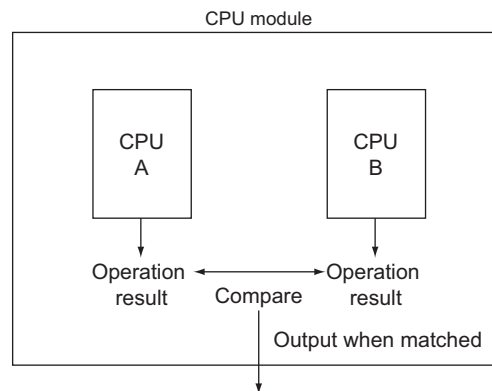 CPU module
CPU
A
CPU
B
Operation
result
Operation
result
Compare
Output when matched